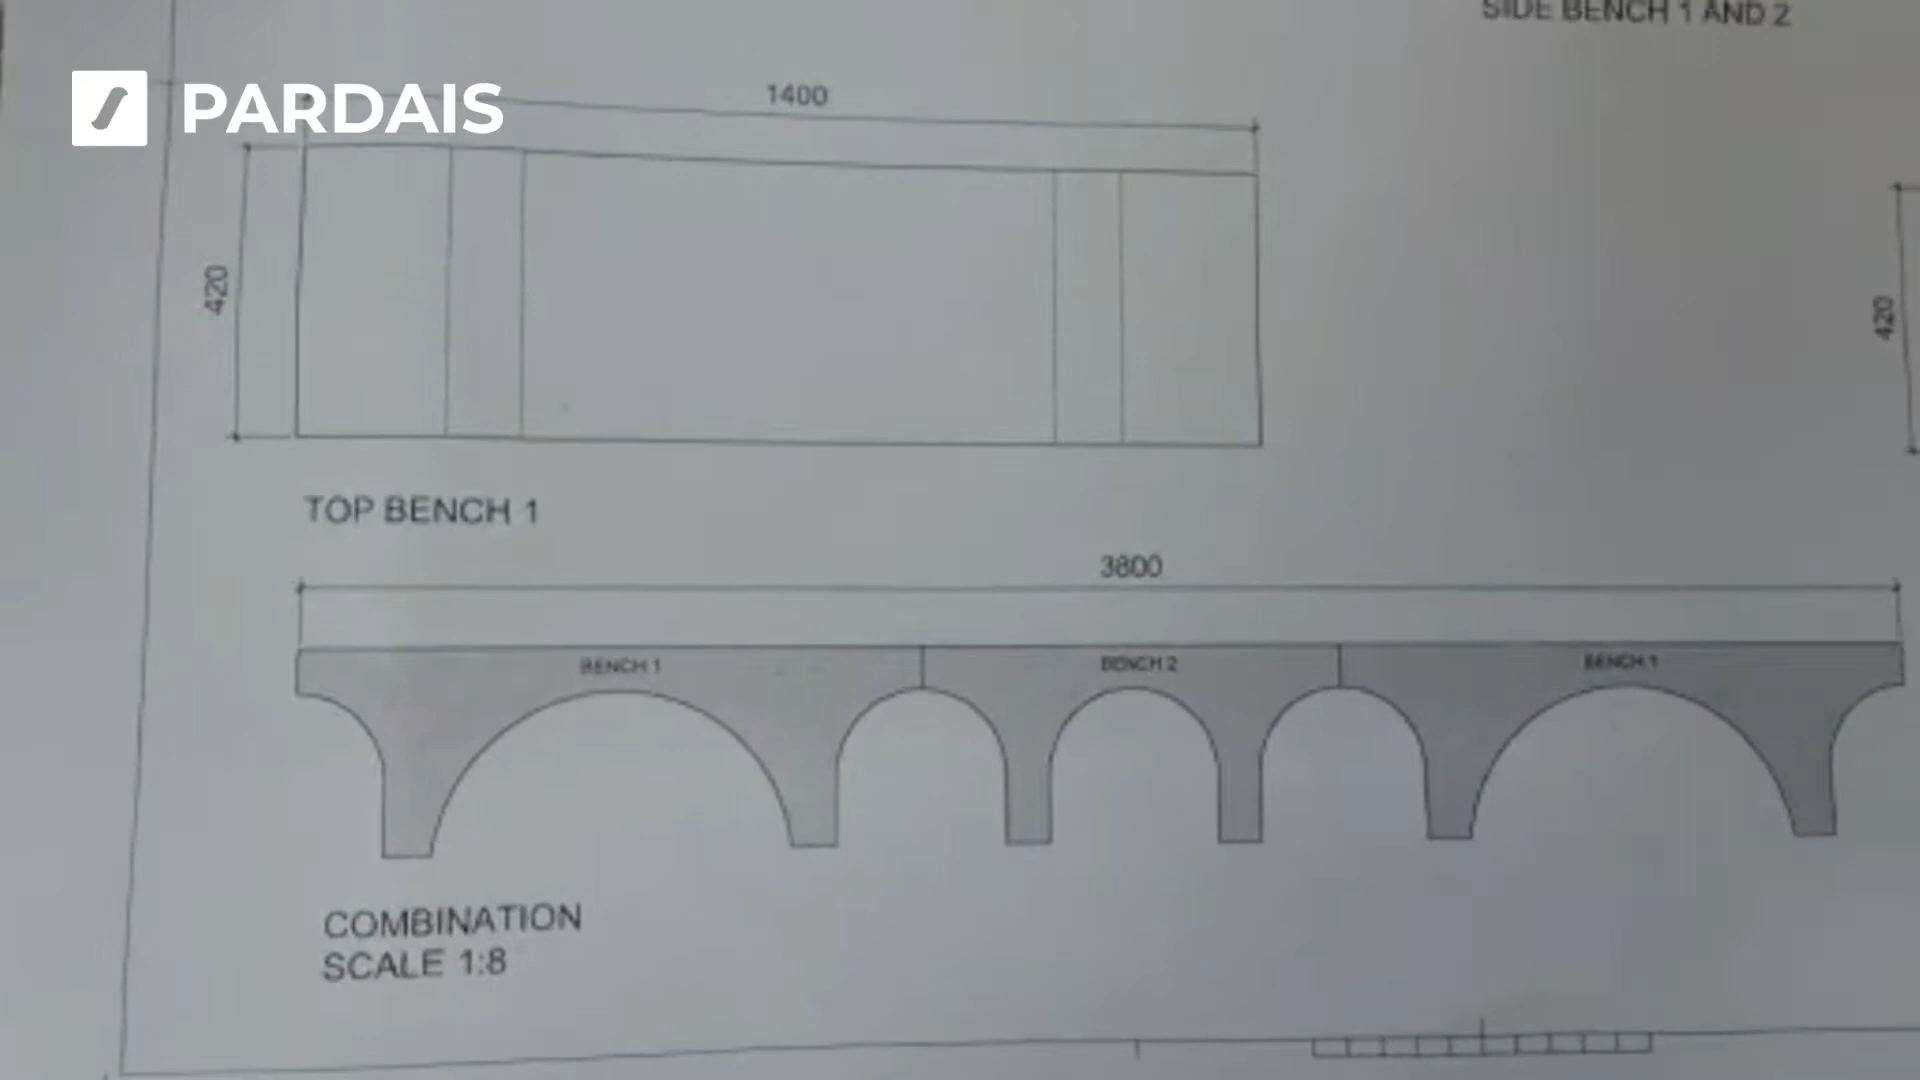 SIDE BENCH 1 AND 2
PARDAIS
1400
420
420
TOP BENCH 1
3800
BENCH 1
BENCH 2
BENCH 1
COMBINATION
SCALE 1:8